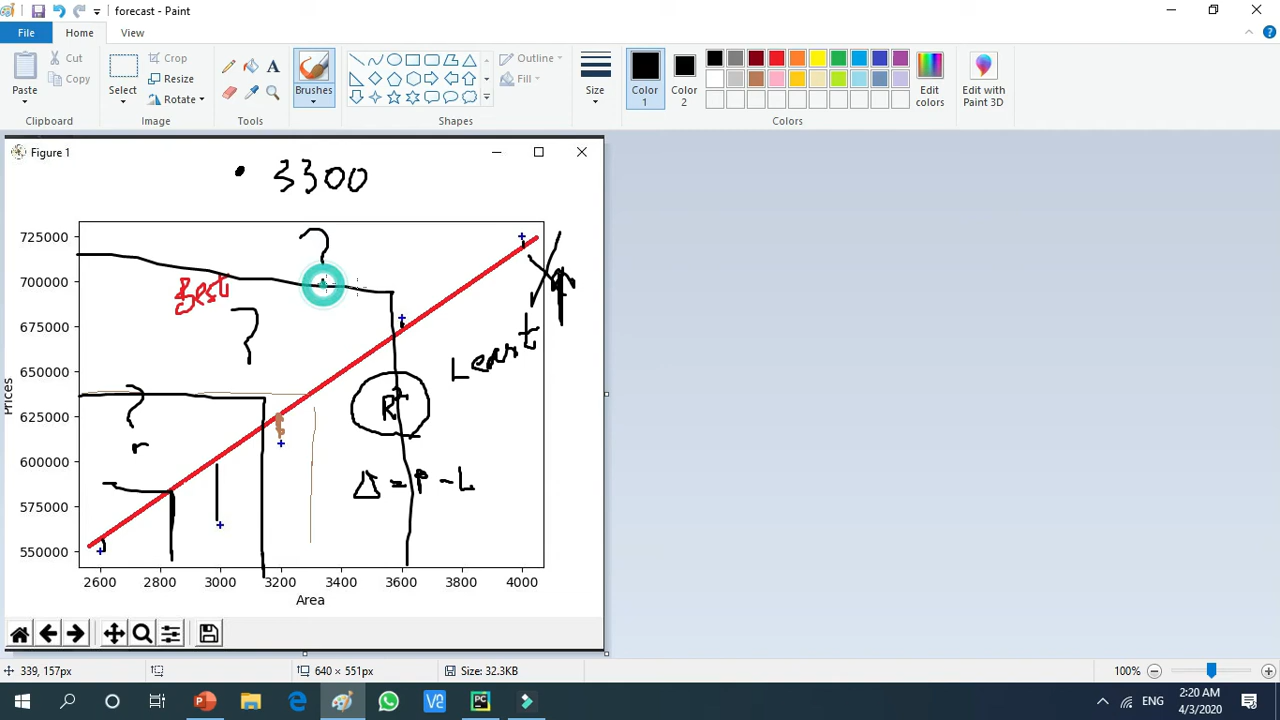 forecast - Paint
File
Home
View
Paste
Cut
Copy
Clipboard
Select
Crop
Resize
Rotate
Image
A
Tools
Brushes
Outline
Fill
Shapes
Size
Color 1
Color 2
Edit colors
Edit with Paint 3D
Colors
Figure 1
3300
725000
700000
675000
650000
625000
600000
575000
550000
Prices
?
Best
?
?
r
Least
R²
Δ = P - L
2600 2800 3000 3200 3400 3600 3800 4000
Area
339, 157px
640 × 551px
Size: 32.3KB
100%
ENG
2:20 AM
4/3/2020